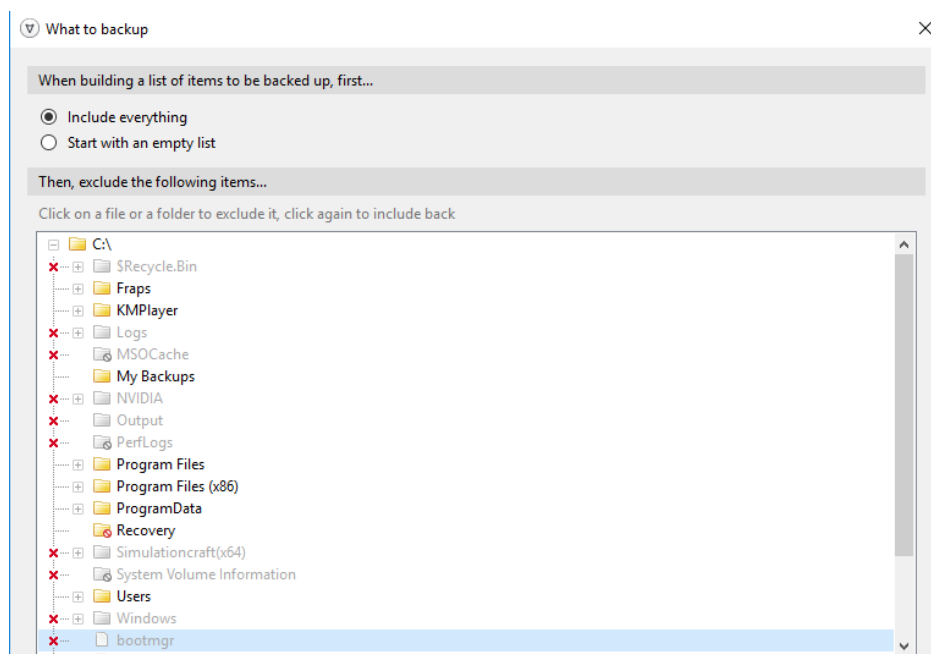 What to backup
When building a list of items to be backed up, first...
Include everything
Start with an empty list
Then, exclude the following items...
Click on a file or a folder to exclude it, click again to include back
C:\
$Recycle.Bin
Fraps
KMPlayer
Logs
MSOCache
My Backups
NVIDIA
Output
PerfLogs
Program Files
Program Files (x86)
ProgramData
Recovery
Simulationcraft(x64)
System Volume Information
Users
Windows
bootmgr